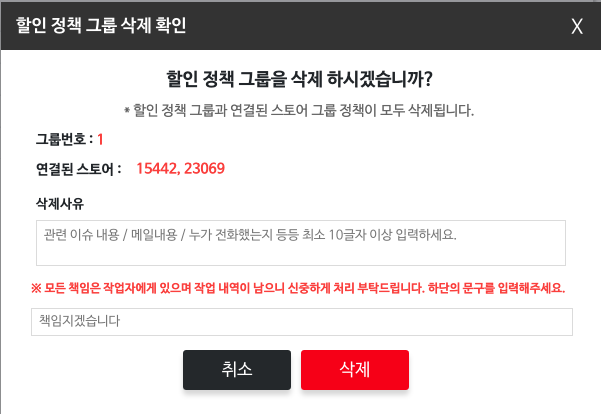 할인 정책 그룹 삭제 확인 X
할인 정책 그룹을 삭제 하시겠습니까?
* 할인 정책 그룹과 연결된 스토어 그룹 정책이 모두 삭제됩니다.
그룹번호 : 1
연결된 스토어 : 15442, 23069
삭제사유
관련 이슈 내용 / 메일내용 / 누가 전화했는지 등등 최소 10글자 이상 입력하세요.
※ 모든 책임은 작업자에게 있으며 작업 내역이 남으니 신중하게 처리 부탁드립니다. 하단의 문구를 입력해주세요.
책임지겠습니다
취소 삭제